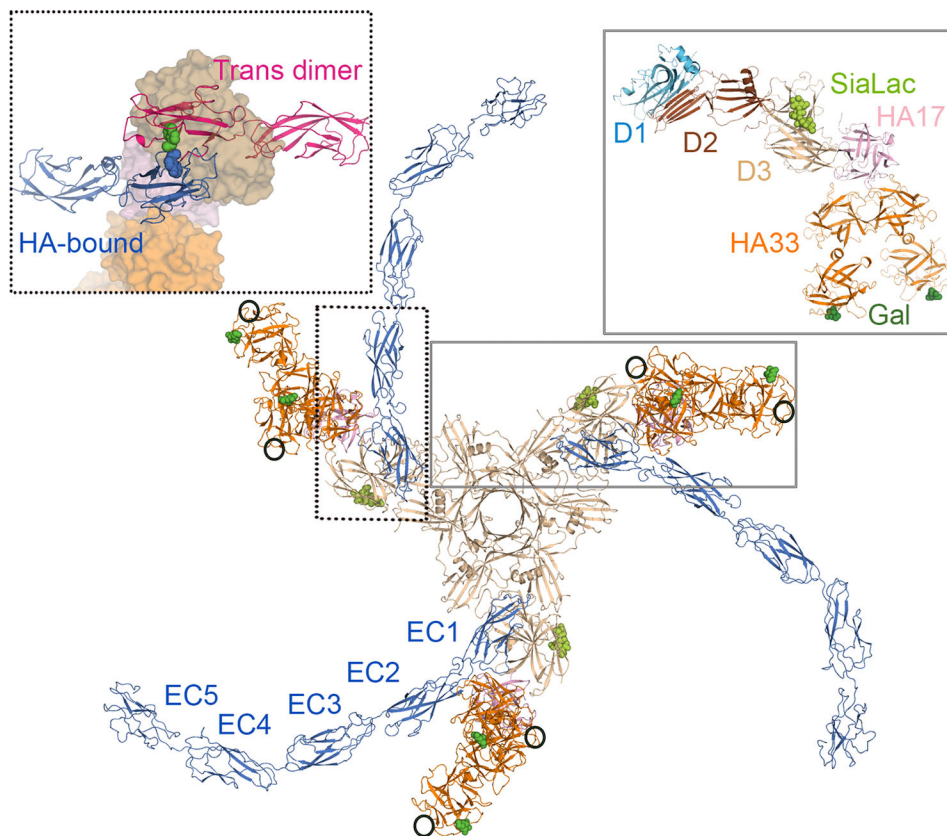 Trans dimer
HA-bound
SiaLac
HA17
D1
D2
D3
HA33
Gal
EC1
EC2
EC3
EC4
EC5